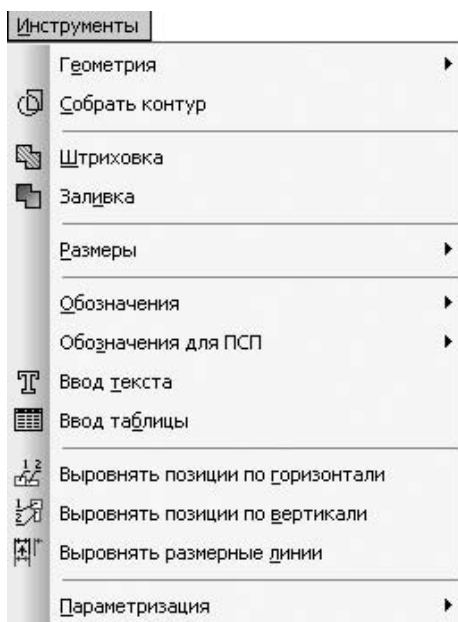 Инструменты
Геометрия
Собрать контур
Штриховка
Заливка
Размеры
Обозначения
Обозначения для ПСП
Ввод текста
Ввод таблицы
Выровнять позиции по горизонтали
Выровнять позиции по вертикали
Выровнять размерные линии
Параметризация